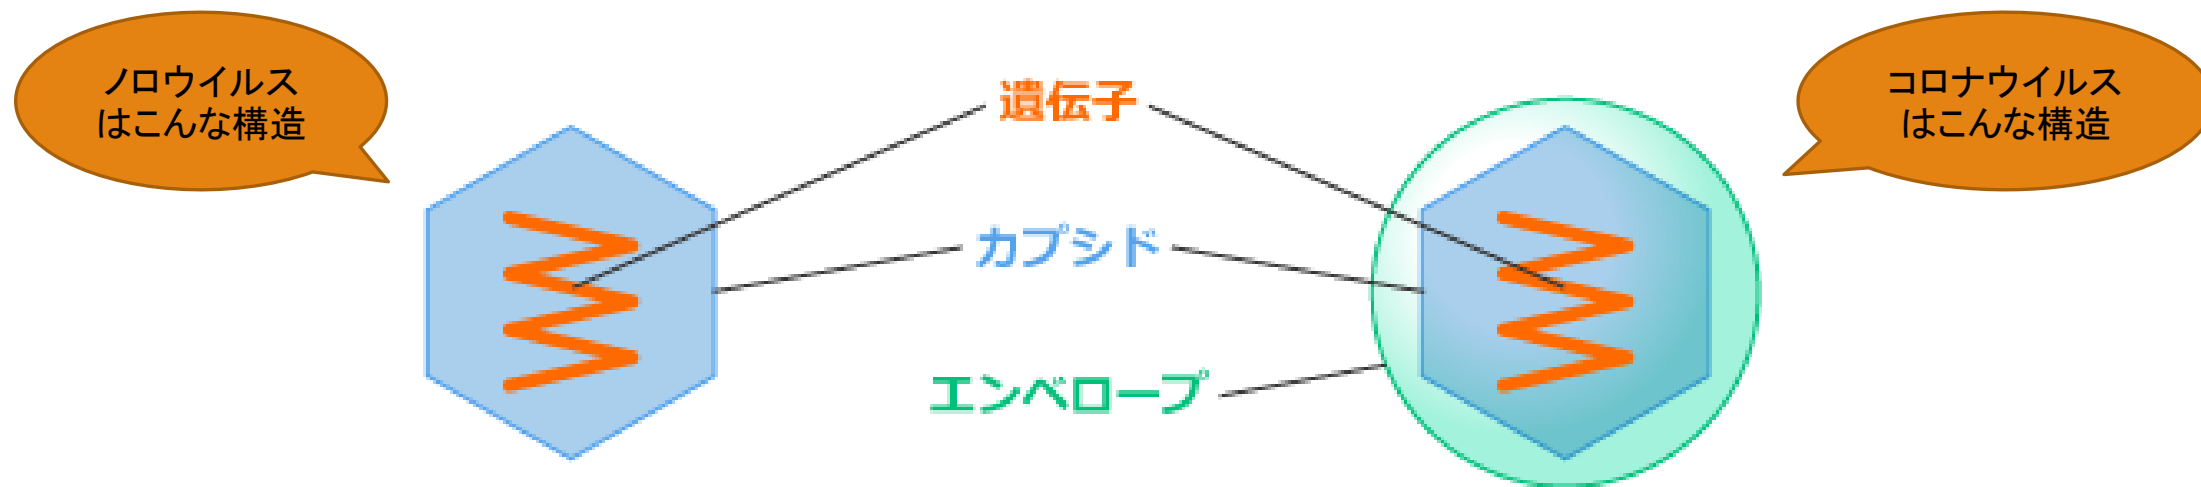 ノロウイルス
はこんな構造
遺伝子
カプシド
エンベロープ
コロナウイルス
はこんな構造